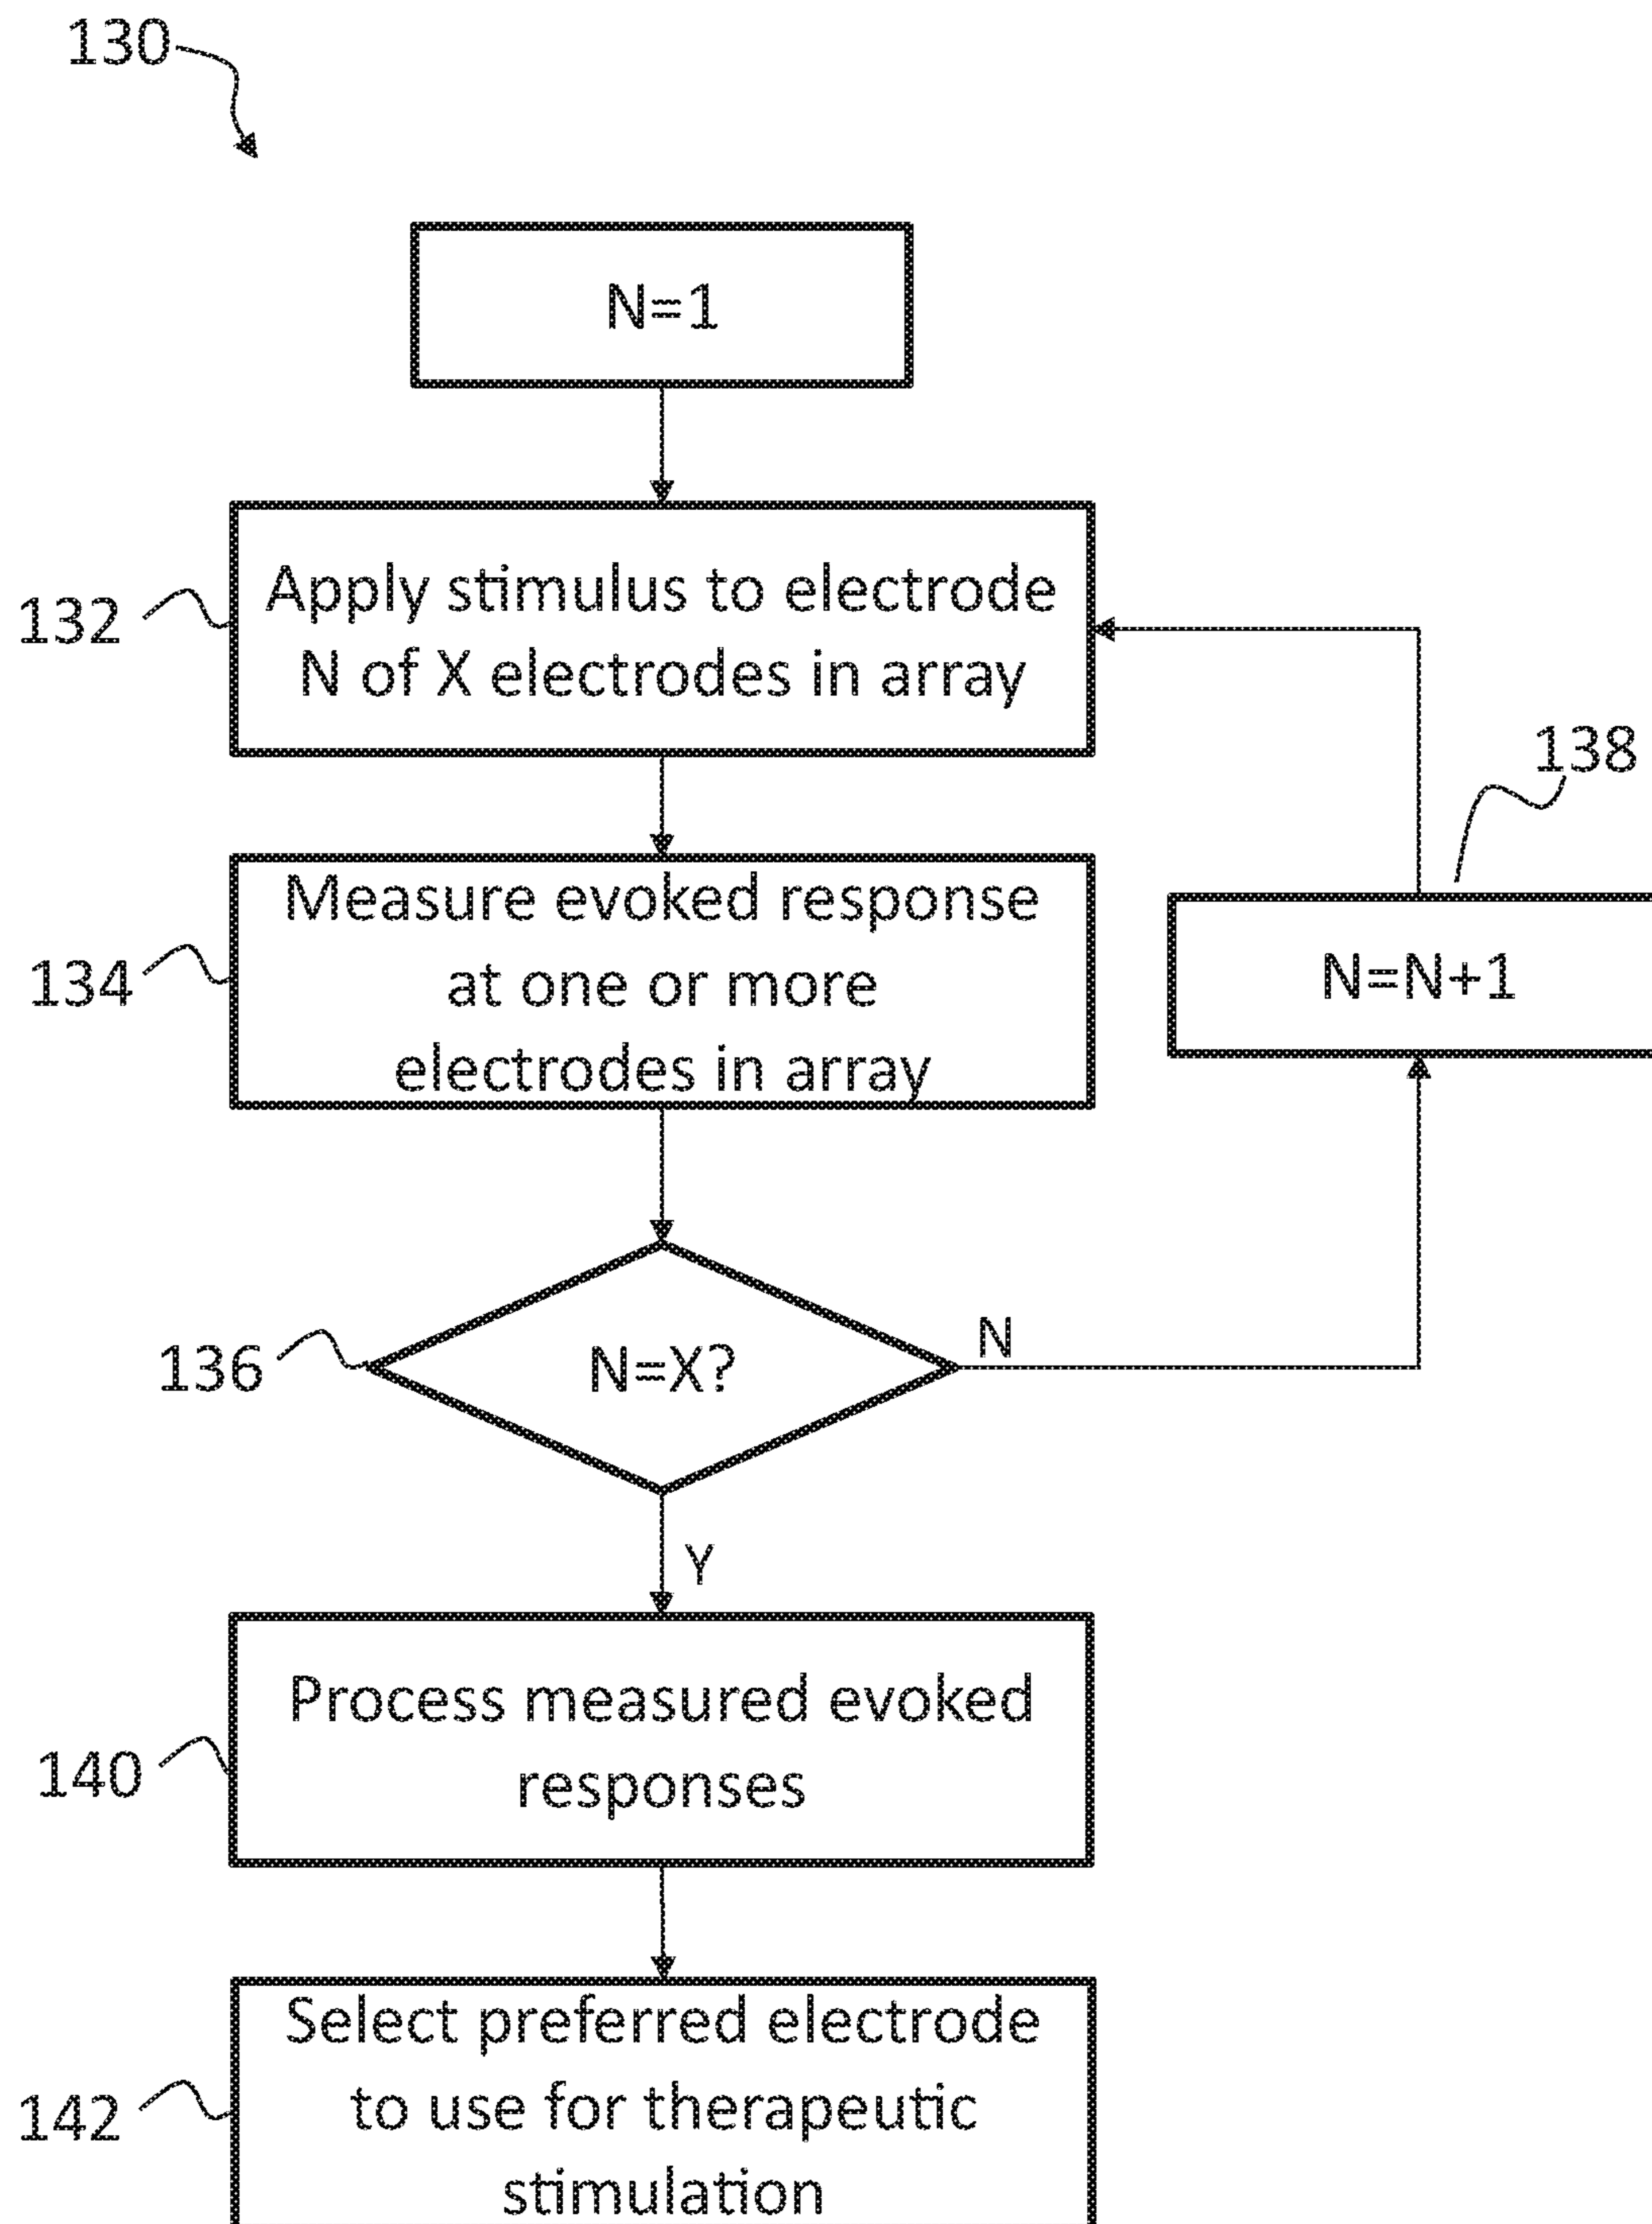 130
N=1
132
Apply stimulus to electrode
N of X electrodes in array
138
134
Measure evoked response
at one or more
electrodes in array
N=N+1
136
N=X?
N
Y
140
Process measured evoked
responses
142
Select preferred electrode
to use for therapeutic
stimulation